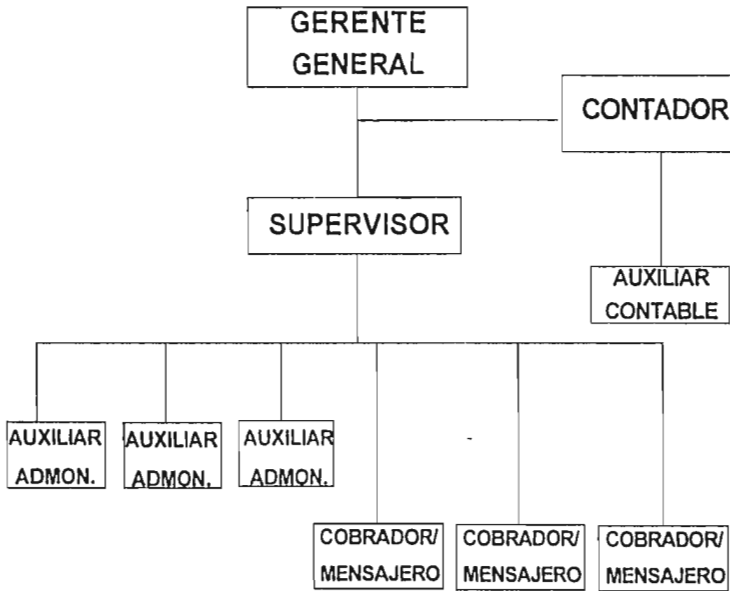 GERENTE
GENERAL
CONTADOR
SUPERVISOR
AUXILIAR
CONTABLE
AUXILIAR
ADMON.
AUXILIAR
ADMON.
AUXILIAR
ADMON.
COBRADOR/
MENSAJERO
COBRADOR/
MENSAJERO
COBRADOR/
MENSAJERO